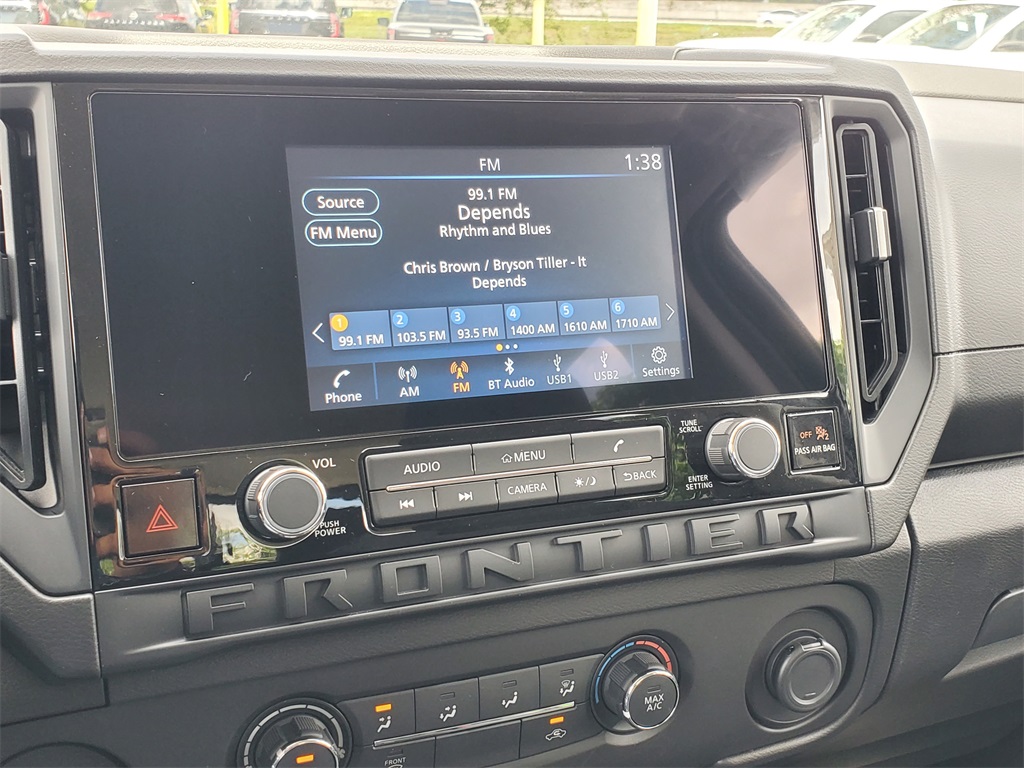 FM 1:38
Source
FM Menu
99.1 FM
Depends
Rhythm and Blues
Chris Brown / Bryson Tiller - It
Depends
1 2 3 4 5 6
99.1 FM 103.5 FM 93.5 FM 1400 AM 1610 AM 1710 AM
Phone AM FM BT Audio USB1 USB2 Settings
VOL
PUSH
POWER
AUDIO MENU
CAMERA BACK
TUNE
SCROLL
ENTER
SETTING
OFF
PASS AIR BAG
FRONTIER
MAX
A/C
FRONT